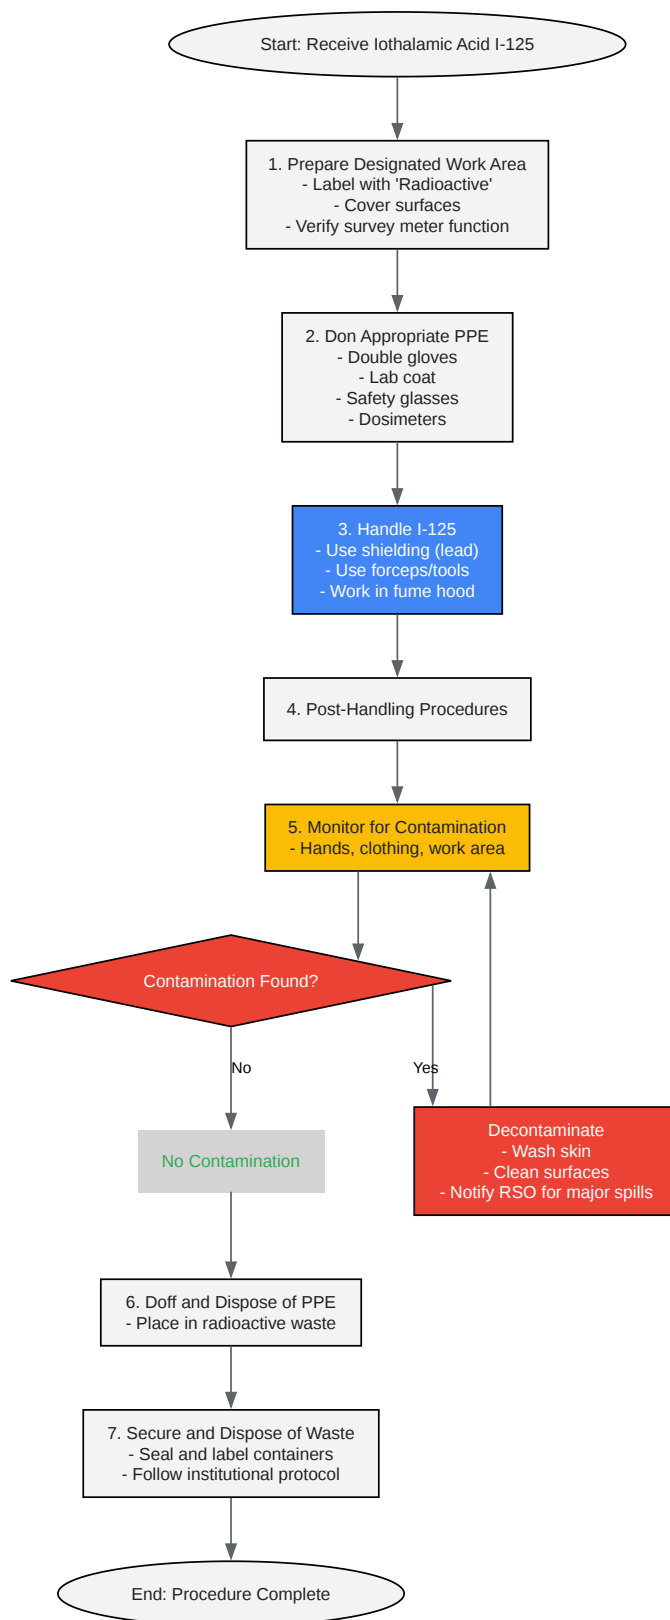 Start: Receive Iothalamic Acid I-125
1. Prepare Designated Work Area
- Label with 'Radioactive'
- Cover surfaces
- Verify survey meter function
2. Don Appropriate PPE
- Double gloves
- Lab coat
- Safety glasses
- Dosimeters
3. Handle I-125
- Use shielding (lead)
- Use forceps/tools
- Work in fume hood
4. Post-Handling Procedures
5. Monitor for Contamination
- Hands, clothing, work area
Contamination Found?
No
Yes
No Contamination
Decontaminate
- Wash skin
- Clean surfaces
- Notify RSO for major spills
6. Doff and Dispose of PPE
- Place in radioactive waste
7. Secure and Dispose of Waste
- Seal and label containers
- Follow institutional protocol
End: Procedure Complete